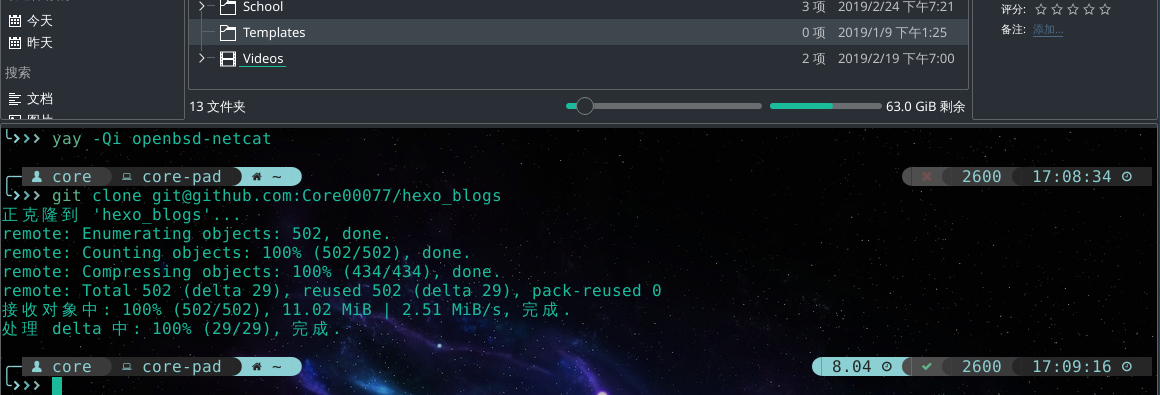 School 3 项 2019/2/24 下午7:21
评分:
今天
Templates 0 项 2019/1/9 下午1:25
备注: 添加...
昨天
Videos 2 项 2019/2/19 下午7:00
搜索
文档
13 文件夹 63.0 GiB 剩余
yay -Qi openbsd-netcat
core core-pad ~ 2600 17:08:34
git clone git@github.com:Core00077/hexo_blogs
正克隆到 'hexo_blogs'...
remote: Enumerating objects: 502, done.
remote: Counting objects: 100% (502/502), done.
remote: Compressing objects: 100% (434/434), done.
remote: Total 502 (delta 29), reused 502 (delta 29), pack-reused 0
接收对象中: 100% (502/502), 11.02 MiB | 2.51 MiB/s, 完成.
处理 delta 中: 100% (29/29), 完成.
core core-pad ~ 8.04 2600 17:09:16